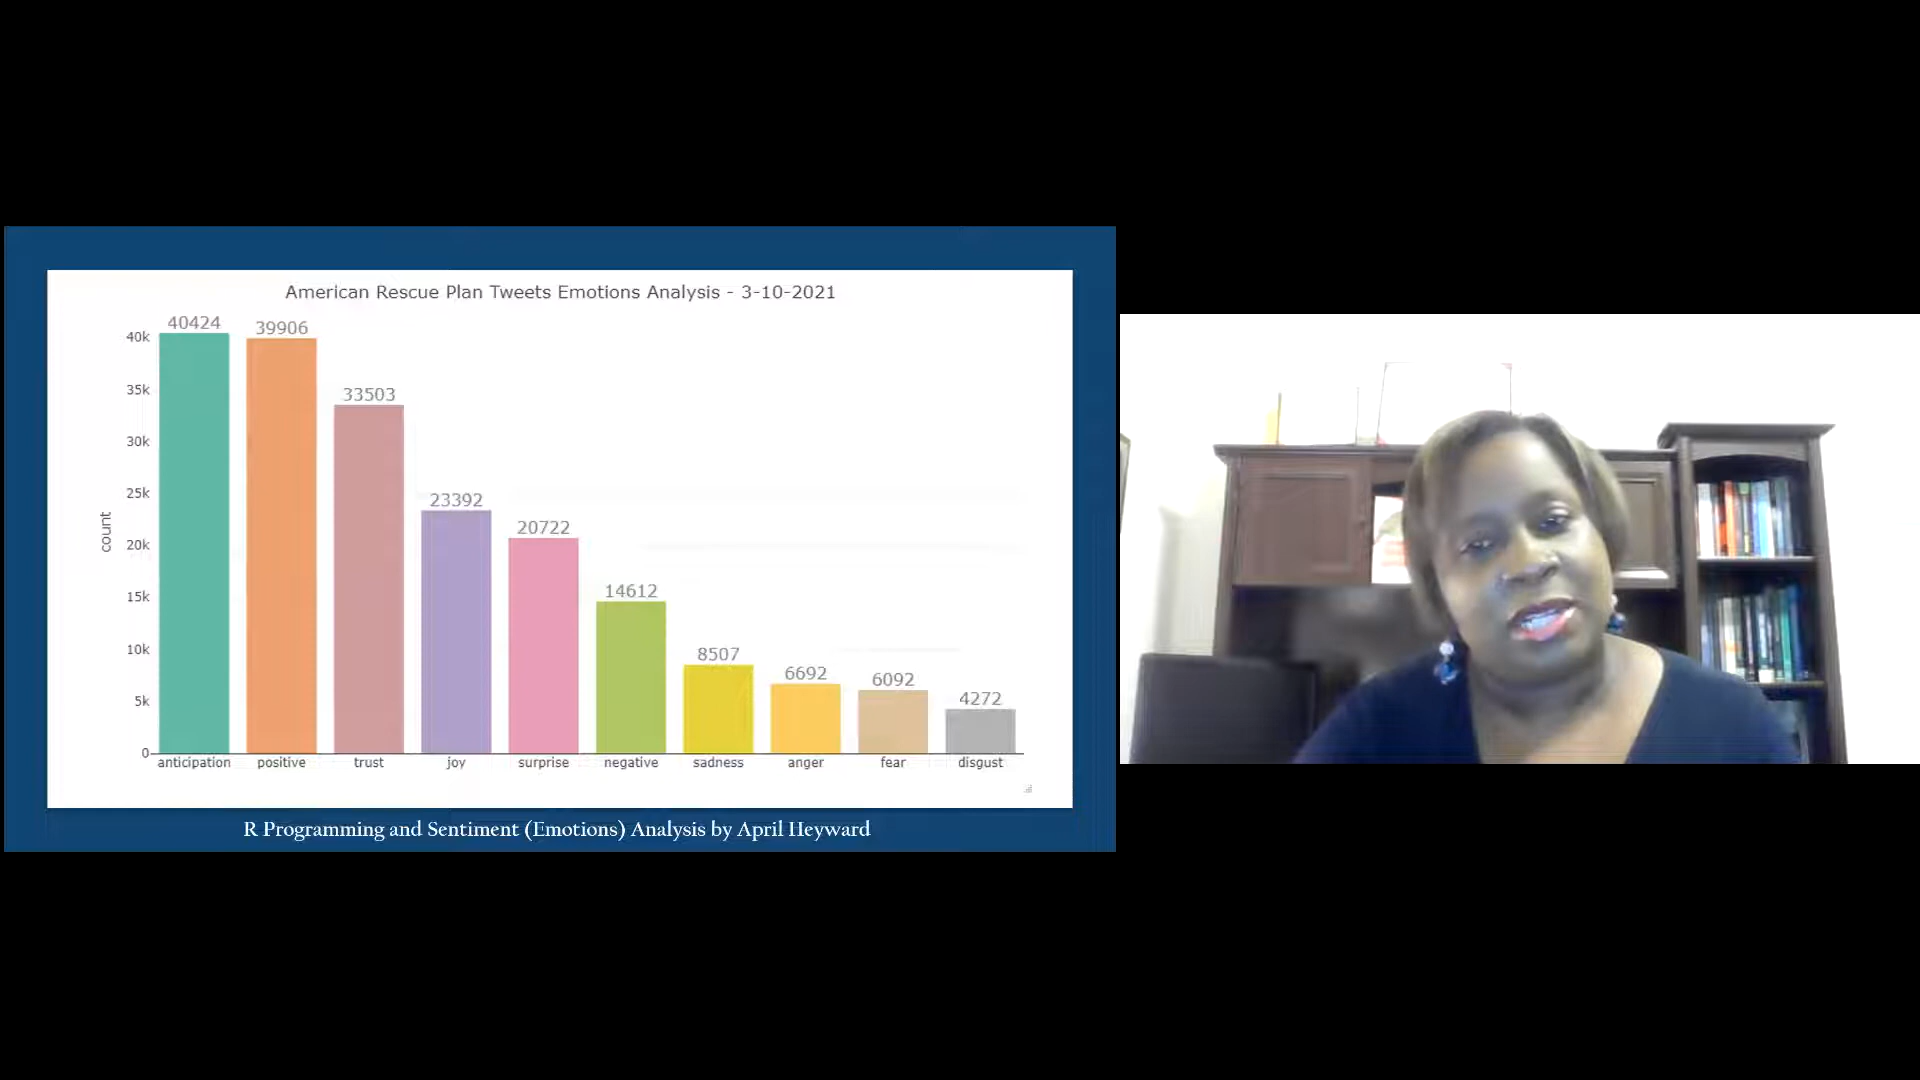 American Rescue Plan Tweets Emotions Analysis - 3-10-2021
40424
39906
33503
23392
20722
14612
8507
6692
6092
4272
40k
35k
30k
25k
20k
15k
10k
5k
0
count
anticipation
positive
trust
joy
surprise
negative
sadness
anger
fear
disgust
R Programming and Sentiment (Emotions) Analysis by April Heyward